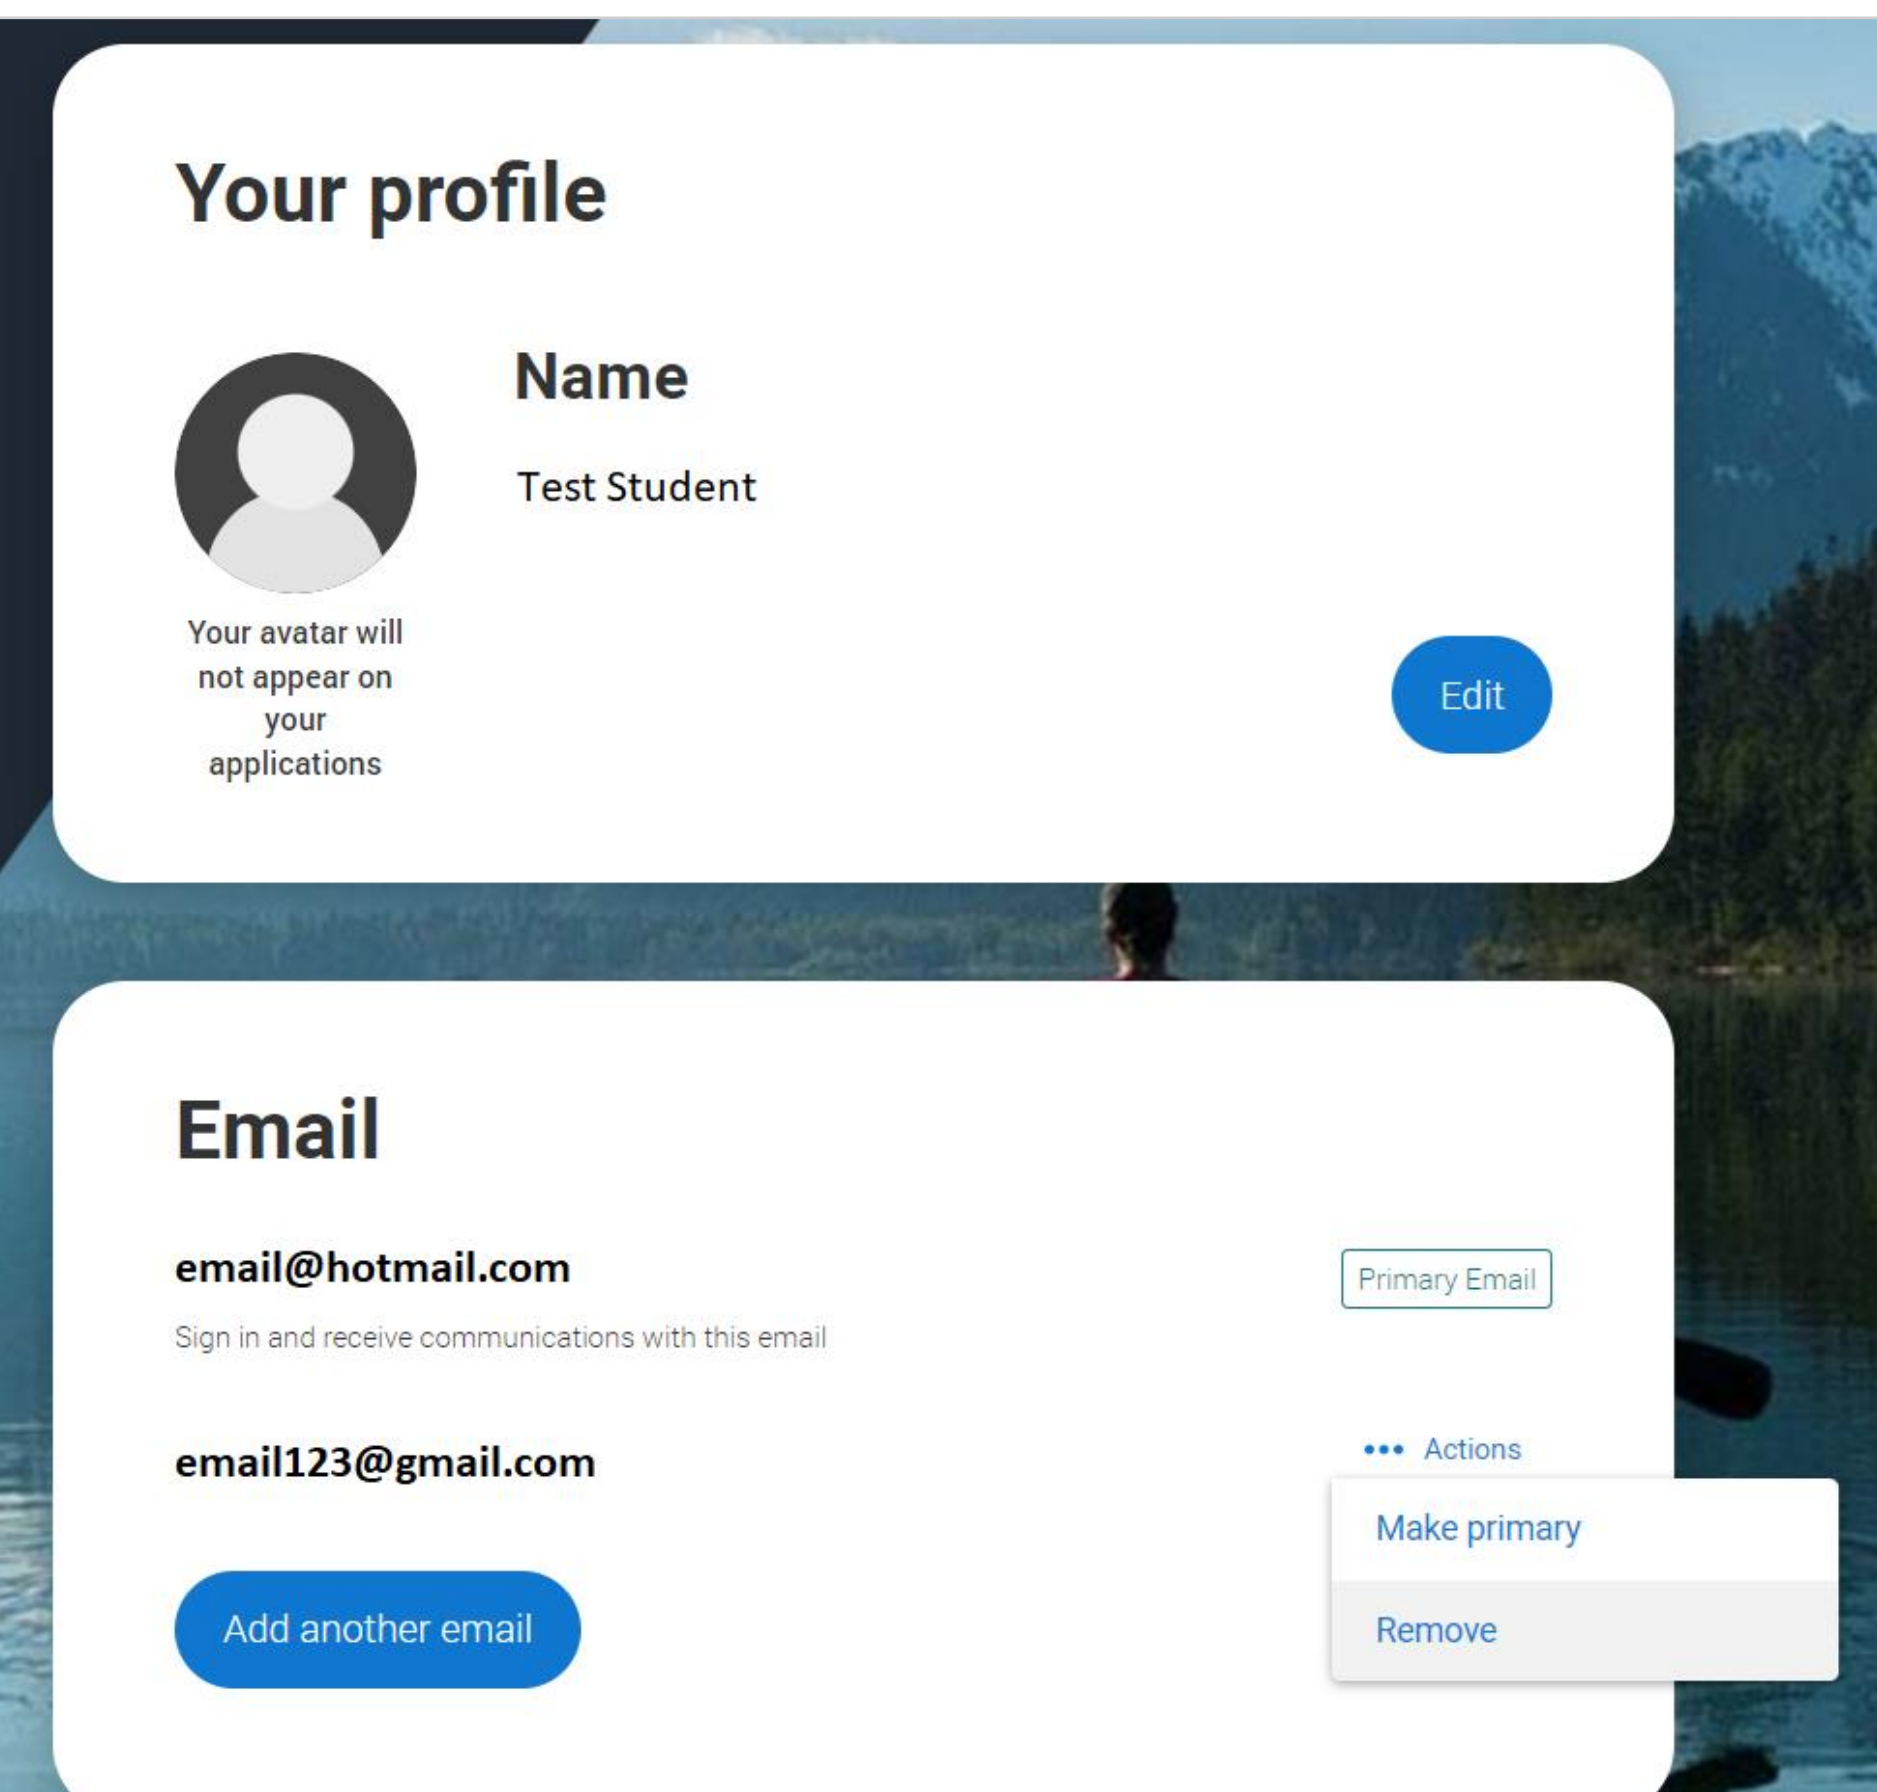 Your profile
Name
Test Student
Your avatar will
not appear on
your
applications
Edit
Email
email@hotmail.com
Primary Email
Sign in and receive communications with this email
email123@gmail.com
••• Actions
Make primary
Add another email
Remove